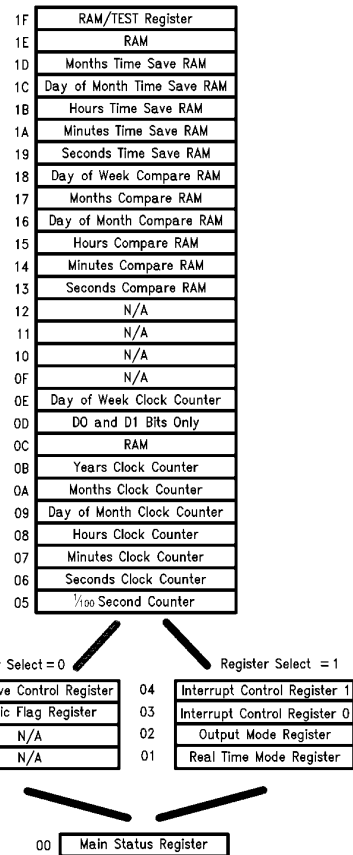 1F RAM/TEST Register
1E RAM
1D Months Time Save RAM
1C Day of Month Time Save RAM
1B Hours Time Save RAM
1A Minutes Time Save RAM
19 Seconds Time Save RAM
18 Day of Week Compare RAM
17 Months Compare RAM
16 Day of Month Compare RAM
15 Hours Compare RAM
14 Minutes Compare RAM
13 Seconds Compare RAM
12 N/A
11 N/A
10 N/A
0F N/A
0E Day of Week Clock Counter
0D D0 and D1 Bits Only
0C RAM
0B Years Clock Counter
0A Months Clock Counter
09 Day of Month Clock Counter
08 Hours Clock Counter
07 Minutes Clock Counter
06 Seconds Clock Counter
05 1/100 Second Counter
Select = 0 Register Select = 1
Control Register 04 Interrupt Control Register 1
Flag Register 03 Interrupt Control Register 0
N/A 02 Output Mode Register
N/A 01 Real Time Mode Register
00 Main Status Register